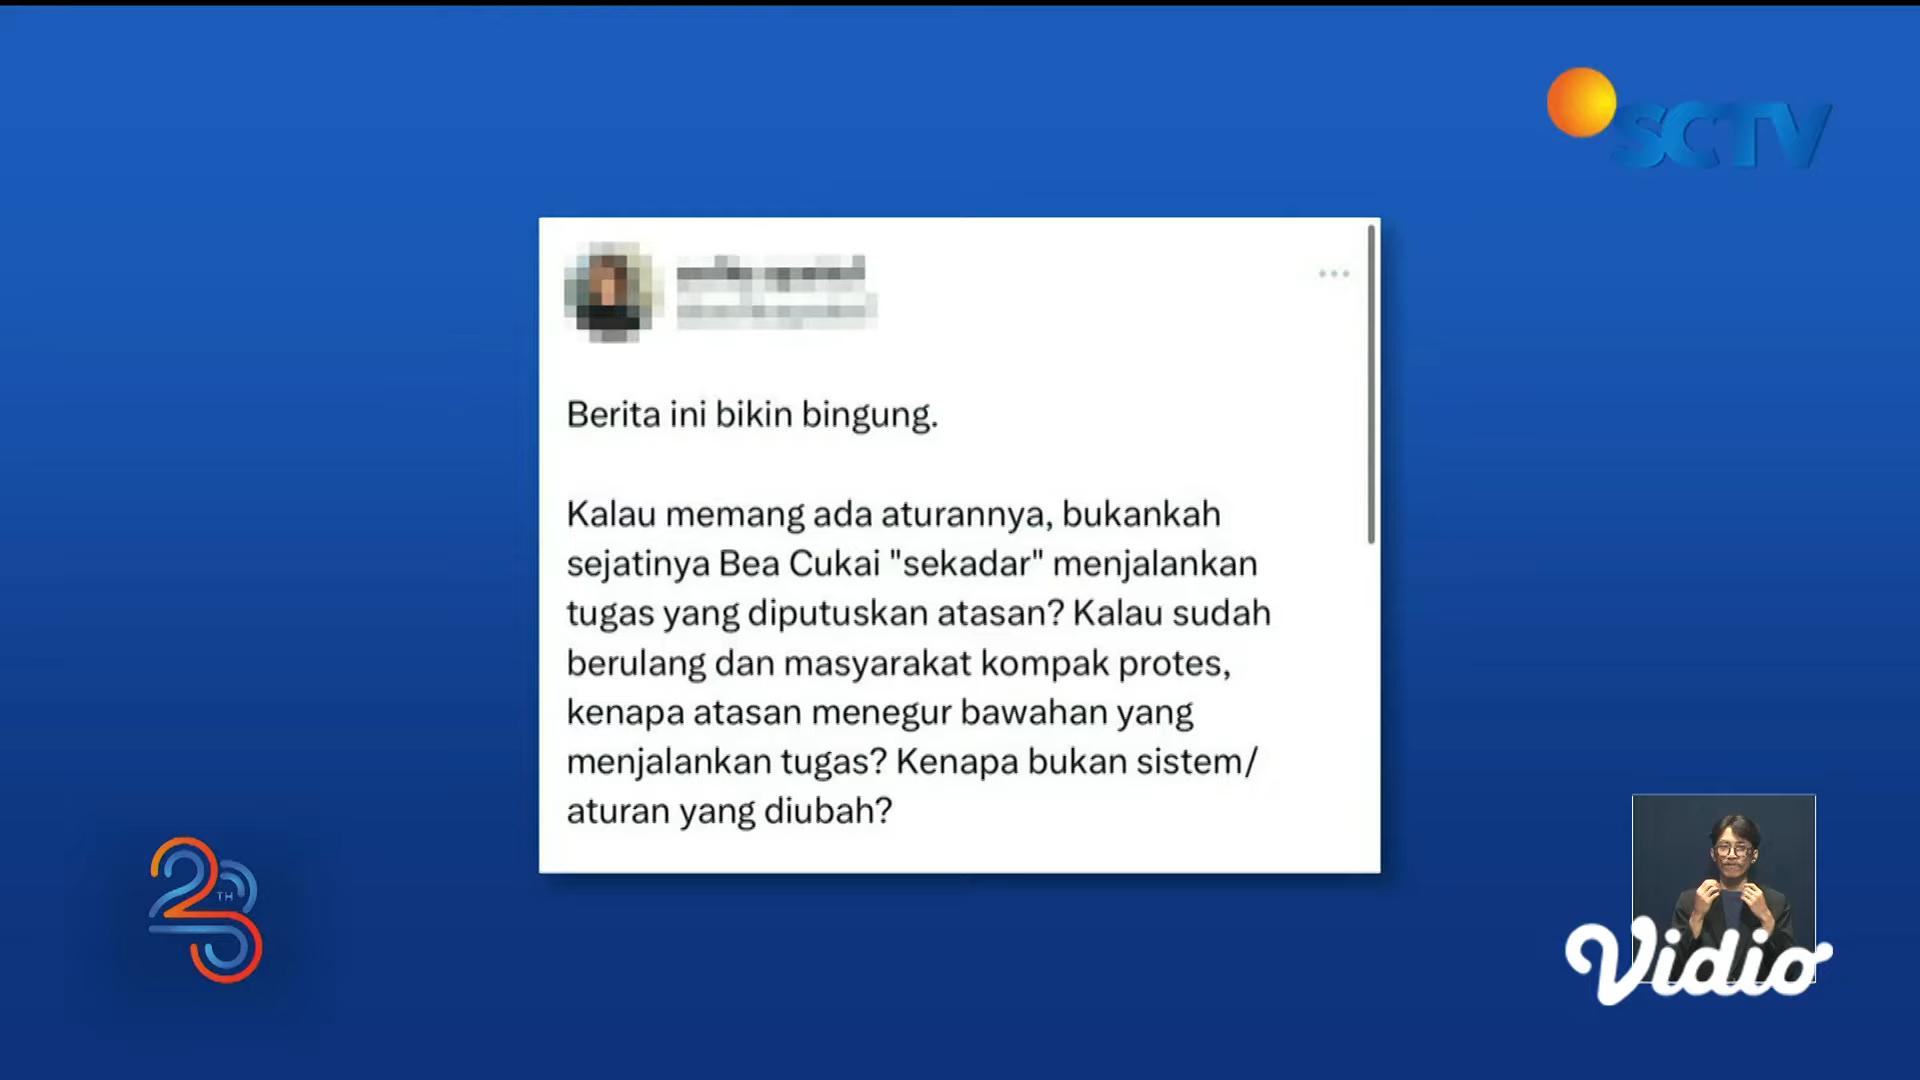 SCTV
Berita ini bikin bingung.
Kalau memang ada aturannya, bukankah
sejatinya Bea Cukai "sekadar" menjalankan
tugas yang diputuskan atasan? Kalau sudah
berulang dan masyarakat kompak protes,
kenapa atasan menegur bawahan yang
menjalankan tugas? Kenapa bukan sistem/
aturan yang diubah?
23
TH
Vidio